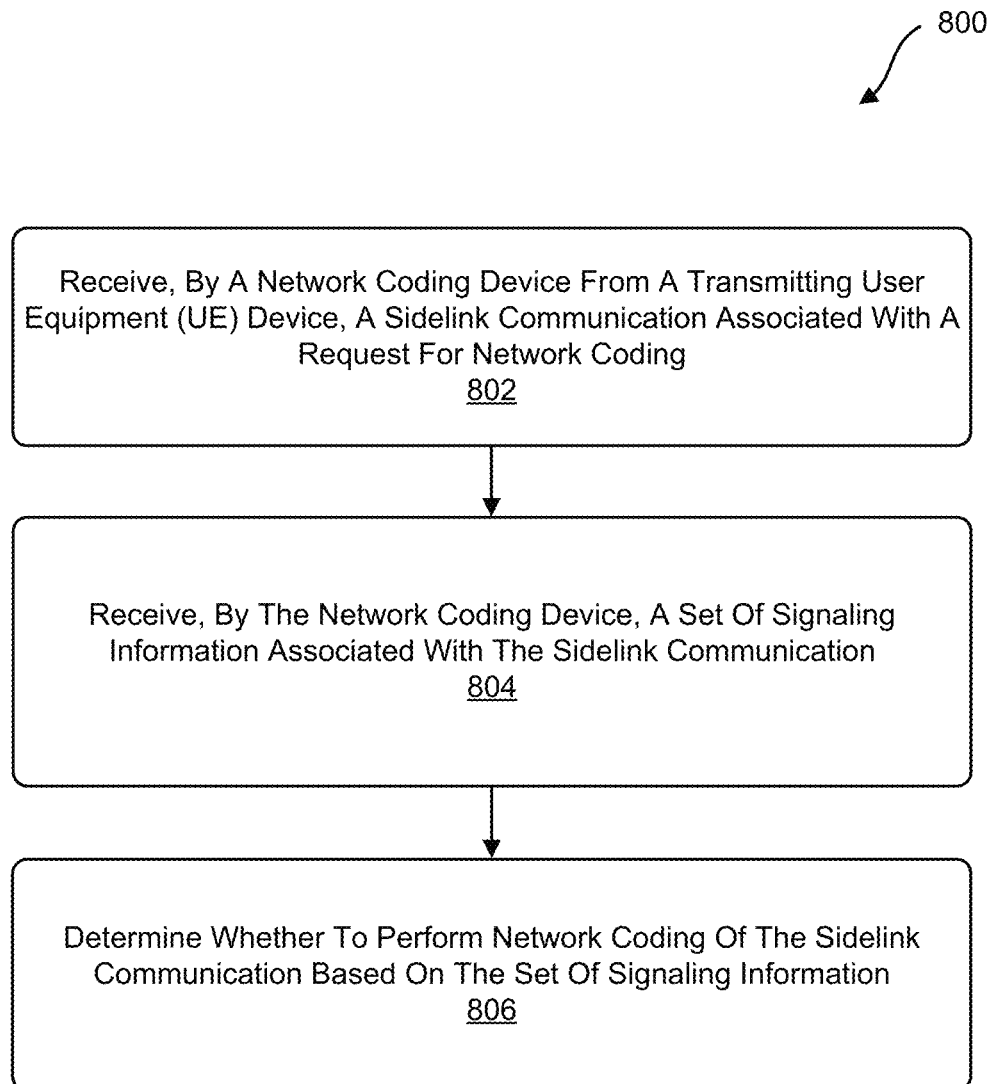 800
Receive, By A Network Coding Device From A Transmitting User
Equipment (UE) Device, A Sidelink Communication Associated With A
Request For Network Coding
802
Receive, By The Network Coding Device, A Set Of Signaling
Information Associated With The Sidelink Communication
804
Determine Whether To Perform Network Coding Of The Sidelink
Communication Based On The Set Of Signaling Information
806